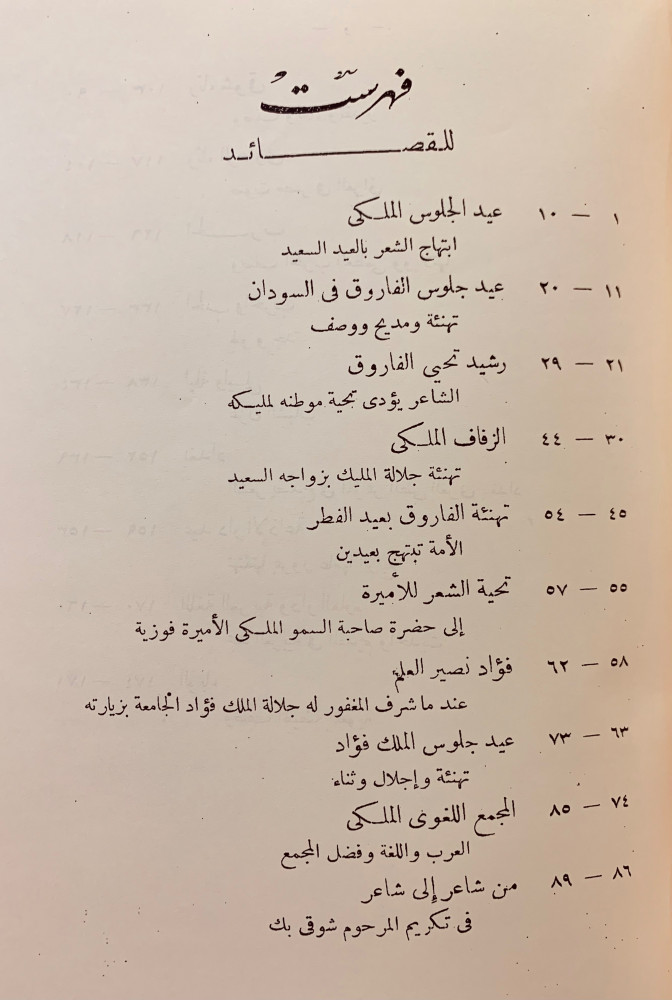 فهرست
للقصائد
١ — ١٠ عيد الجلوس الملكى
ابتهاج الشعر بالعيد السعيد
١١ — ٢٠ عيد جلوس الفاروق فى السودان
تهنئة ومديح ووصف
٢١ — ٢٩ رشيد تحيي الفاروق
الشاعر يؤدى تحية موطنه لمليكه
٣٠ — ٤٤ الزفاف الملكى
تهنئة جلالة المليك بزواجه السعيد
٤٥ — ٥٤ تهنئة الفاروق بعيد الفطر
الأمة تبتهج بعيدين
٥٥ — ٥٧ تحية الشعر للأميرة
إلى حضرة صاحبة السمو الملكى الأميرة فوزية
٥٨ — ٦٢ فؤاد نصير العلم
عند ما شرف المغفور له جلالة الملك فؤاد الجامعة بزيارته
٦٣ — ٧٣ عيد جلوس الملك فؤاد
تهنئة وإجلال وثناء
٧٤ — ٨٥ المجمع اللغوى الملكى
العرب واللغة وفضل المجمع
٨٦ — ٨٩ من شاعر إلى شاعر
فى تكريم المرحوم شوقى بك